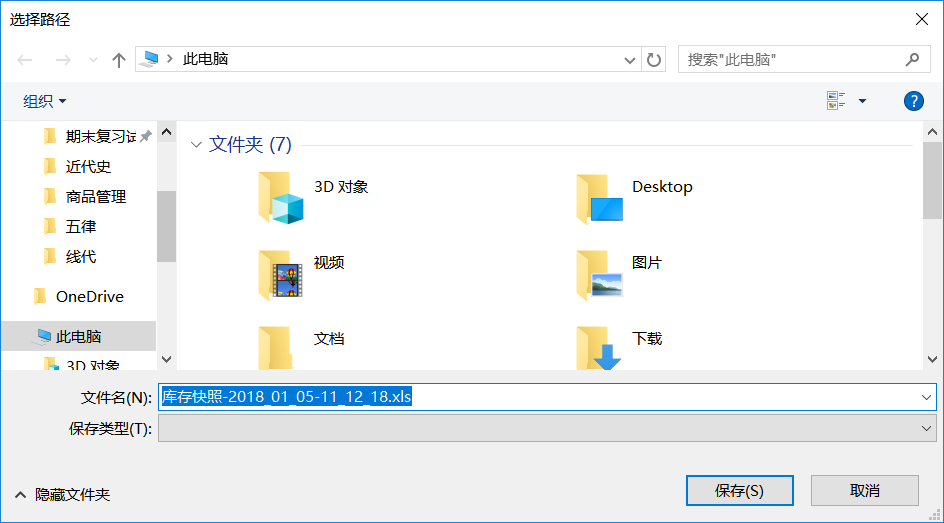 选择路径
此电脑
搜索"此电脑"
组织
?
期末复习试
近代史
商品管理
五律
线代
OneDrive
此电脑
3D 对象
文件夹 (7)
3D 对象
Desktop
视频
图片
文档
下载
文件名(N):
库存快照-2018_01_05-11_12_18.xls
保存类型(T):
隐藏文件夹
保存(S)
取消